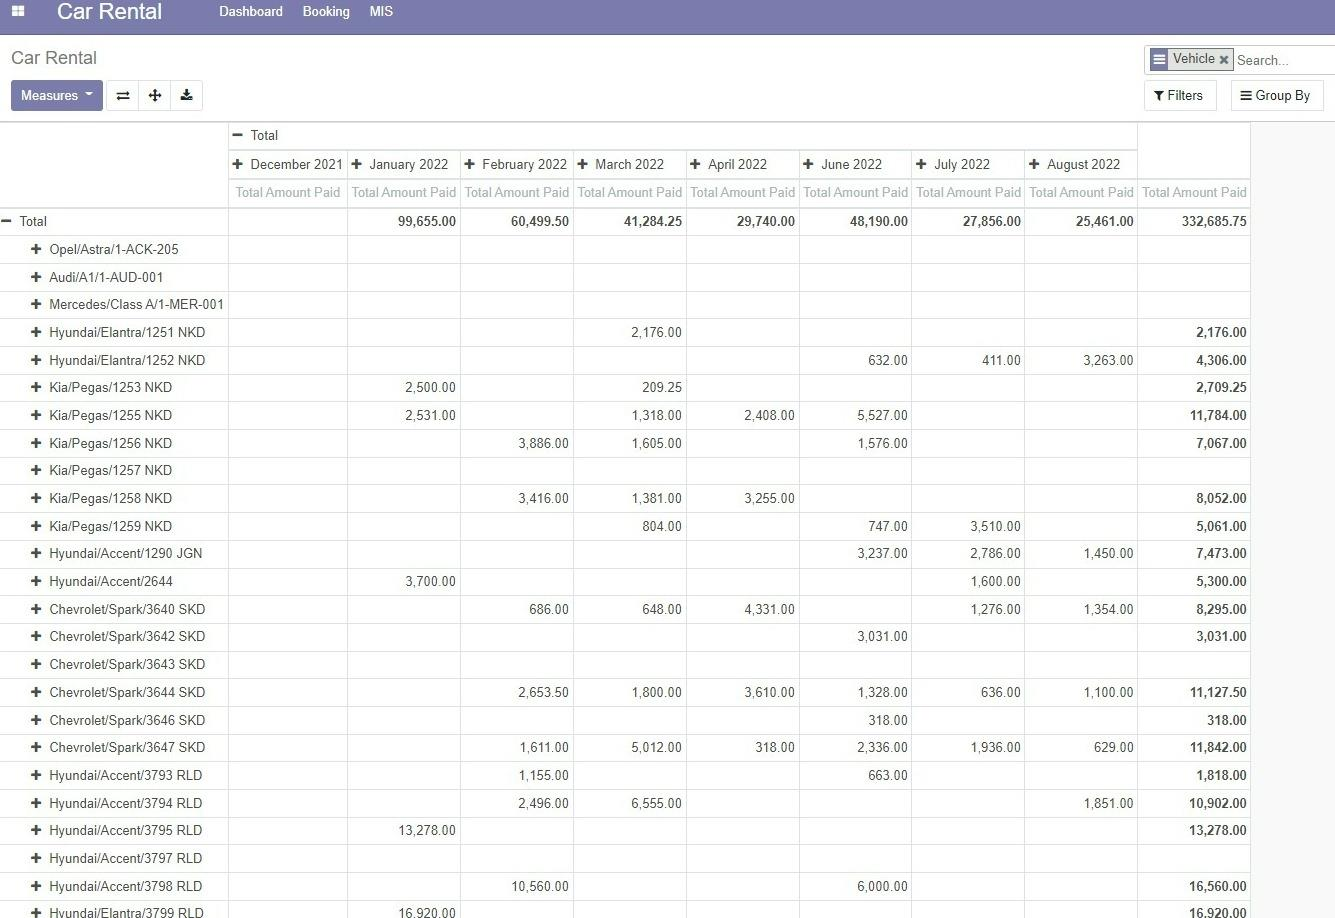 Car Rental Dashboard Booking MIS
Car Rental
Vehicle Search...
Measures Filters Group By
Total
December 2021 January 2022 February 2022 March 2022 April 2022 June 2022 July 2022 August 2022
Total Amount Paid Total Amount Paid Total Amount Paid Total Amount Paid Total Amount Paid Total Amount Paid Total Amount Paid Total Amount Paid Total Amount Paid
Total 99,655.00 60,499.50 41,284.25 29,740.00 48,190.00 27,856.00 25,461.00 332,685.75
Opel/Astra/1-ACK-205
Audi/A1/1-AUD-001
Mercedes/Class A/1-MER-001
Hyundai/Elantra/1251 NKD 2,176.00 2,176.00
Hyundai/Elantra/1252 NKD 632.00 411.00 3,263.00 4,306.00
Kia/Pegas/1253 NKD 2,500.00 209.25 2,709.25
Kia/Pegas/1255 NKD 2,531.00 1,318.00 2,408.00 5,527.00 11,784.00
Kia/Pegas/1256 NKD 3,886.00 1,605.00 1,576.00 7,067.00
Kia/Pegas/1257 NKD
Kia/Pegas/1258 NKD 3,416.00 1,381.00 3,255.00 8,052.00
Kia/Pegas/1259 NKD 804.00 747.00 3,510.00 5,061.00
Hyundai/Accent/1290 JGN 3,237.00 2,786.00 1,450.00 7,473.00
Hyundai/Accent/2644 3,700.00 1,600.00 5,300.00
Chevrolet/Spark/3640 SKD 686.00 648.00 4,331.00 1,276.00 1,354.00 8,295.00
Chevrolet/Spark/3642 SKD 3,031.00 3,031.00
Chevrolet/Spark/3643 SKD
Chevrolet/Spark/3644 SKD 2,653.50 1,800.00 3,610.00 1,328.00 636.00 1,100.00 11,127.50
Chevrolet/Spark/3646 SKD 318.00 318.00
Chevrolet/Spark/3647 SKD 1,611.00 5,012.00 318.00 2,336.00 1,936.00 629.00 11,842.00
Hyundai/Accent/3793 RLD 1,155.00 663.00 1,818.00
Hyundai/Accent/3794 RLD 2,496.00 6,555.00 1,851.00 10,902.00
Hyundai/Accent/3795 RLD 13,278.00 13,278.00
Hyundai/Accent/3797 RLD
Hyundai/Accent/3798 RLD 10,560.00 6,000.00 16,560.00
Hyundai/Elantra/3799 RLD 16,920.00 16,920.00